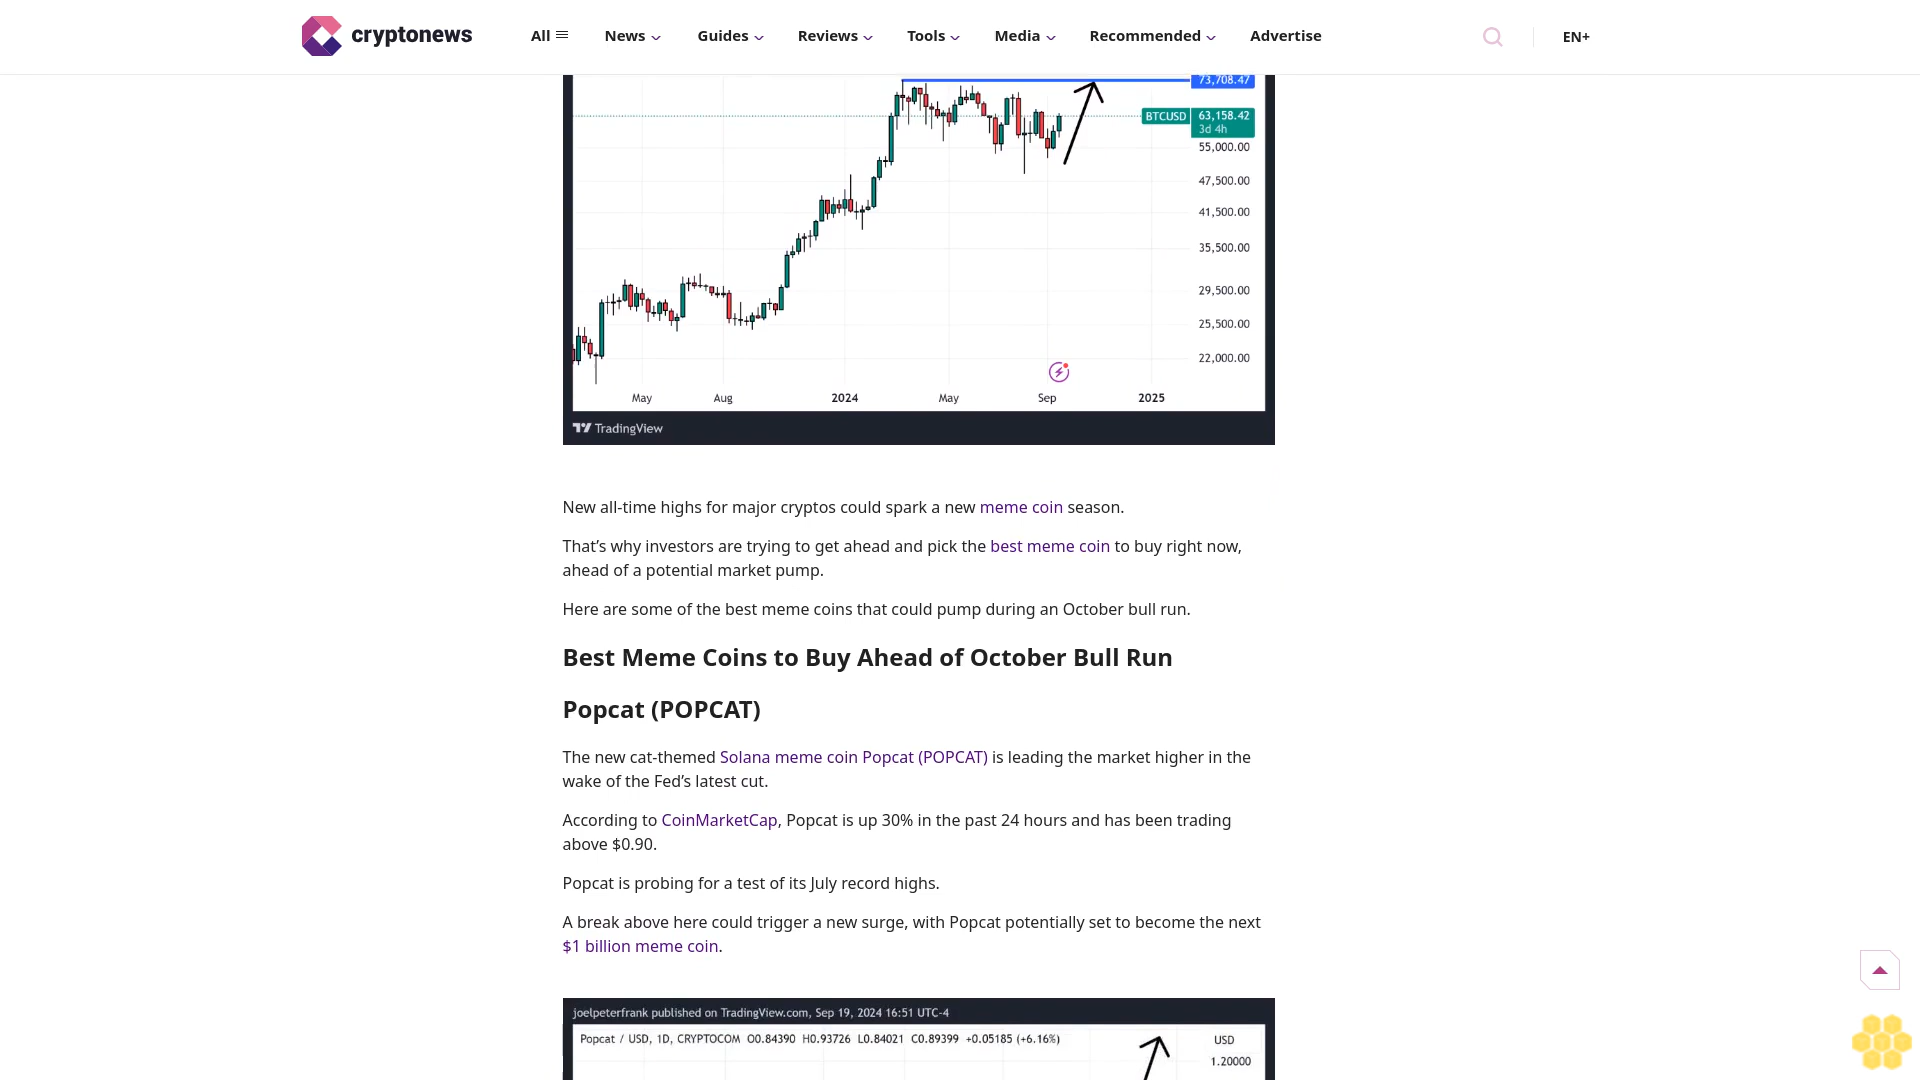 cryptonews
All
News
Guides
Reviews
Tools
Media
Recommended
Advertise
EN+
73,708.47
BTCUSD
63,158.42
3d 4h
55,000.00
47,500.00
41,500.00
35,500.00
29,500.00
25,500.00
22,000.00
May
Aug
2024
May
Sep
2025
TradingView
New all-time highs for major cryptos could spark a new meme coin season.
That’s why investors are trying to get ahead and pick the best meme coin to buy right now,
ahead of a potential market pump.
Here are some of the best meme coins that could pump during an October bull run.
Best Meme Coins to Buy Ahead of October Bull Run
Popcat (POPCAT)
The new cat-themed Solana meme coin Popcat (POPCAT) is leading the market higher in the
wake of the Fed’s latest cut.
According to CoinMarketCap, Popcat is up 30% in the past 24 hours and has been trading
above $0.90.
Popcat is probing for a test of its July record highs.
A break above here could trigger a new surge, with Popcat potentially set to become the next
$1 billion meme coin.
joelpeterfrank published on TradingView.com, Sep 19, 2024 16:51 UTC-4
Popcat / USD, 1D, CRYPTOCOM O0.84390 H0.93726 L0.84021 C0.89399 +0.05185 (+6.16%)
USD
1.20000